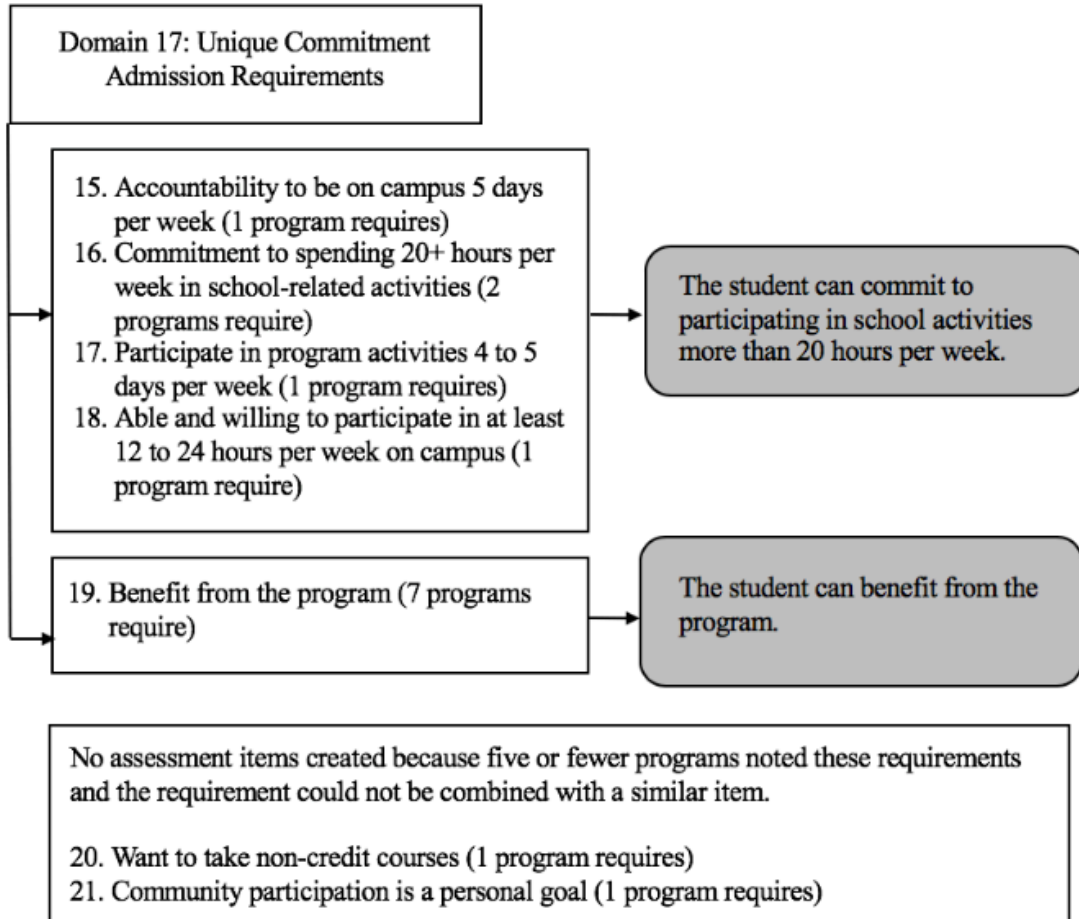 Domain 17: Unique Commitment
Admission Requirements
15. Accountability to be on campus 5 days
per week (1 program requires)
16. Commitment to spending 20+ hours per
week in school-related activities (2
programs require)
17. Participate in program activities 4 to 5
days per week (1 program requires)
18. Able and willing to participate in at least
12 to 24 hours per week on campus (1
program require)
The student can commit to
participating in school activities
more than 20 hours per week.
19. Benefit from the program (7 programs
require)
The student can benefit from the
program.
No assessment items created because five or fewer programs noted these requirements
and the requirement could not be combined with a similar item.
20. Want to take non-credit courses (1 program requires)
21. Community participation is a personal goal (1 program requires)